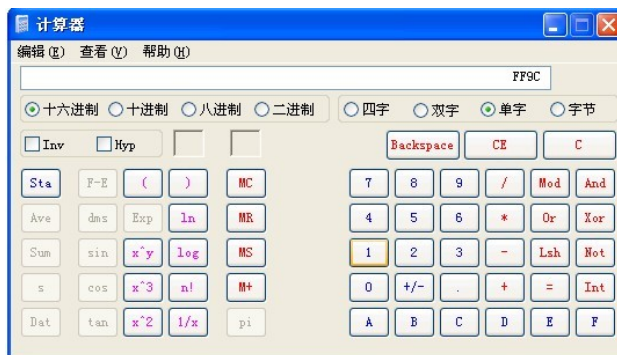 计算器
编辑(E) 查看(V) 帮助(H)
FF9C
十六进制 十进制 八进制 二进制 四字 双字 单字 字节
Inv Hyp Backspace CE C
Sta F-E ( ) MC 7 8 9 / Mod And
Ave dms Exp ln MR 4 5 6 * Or Xor
Sum sin x^y log MS 1 2 3 - Lsh Not
s cos x^3 n! M+ 0 +/- . + = Int
Dat tan x^2 1/x pi A B C D E F